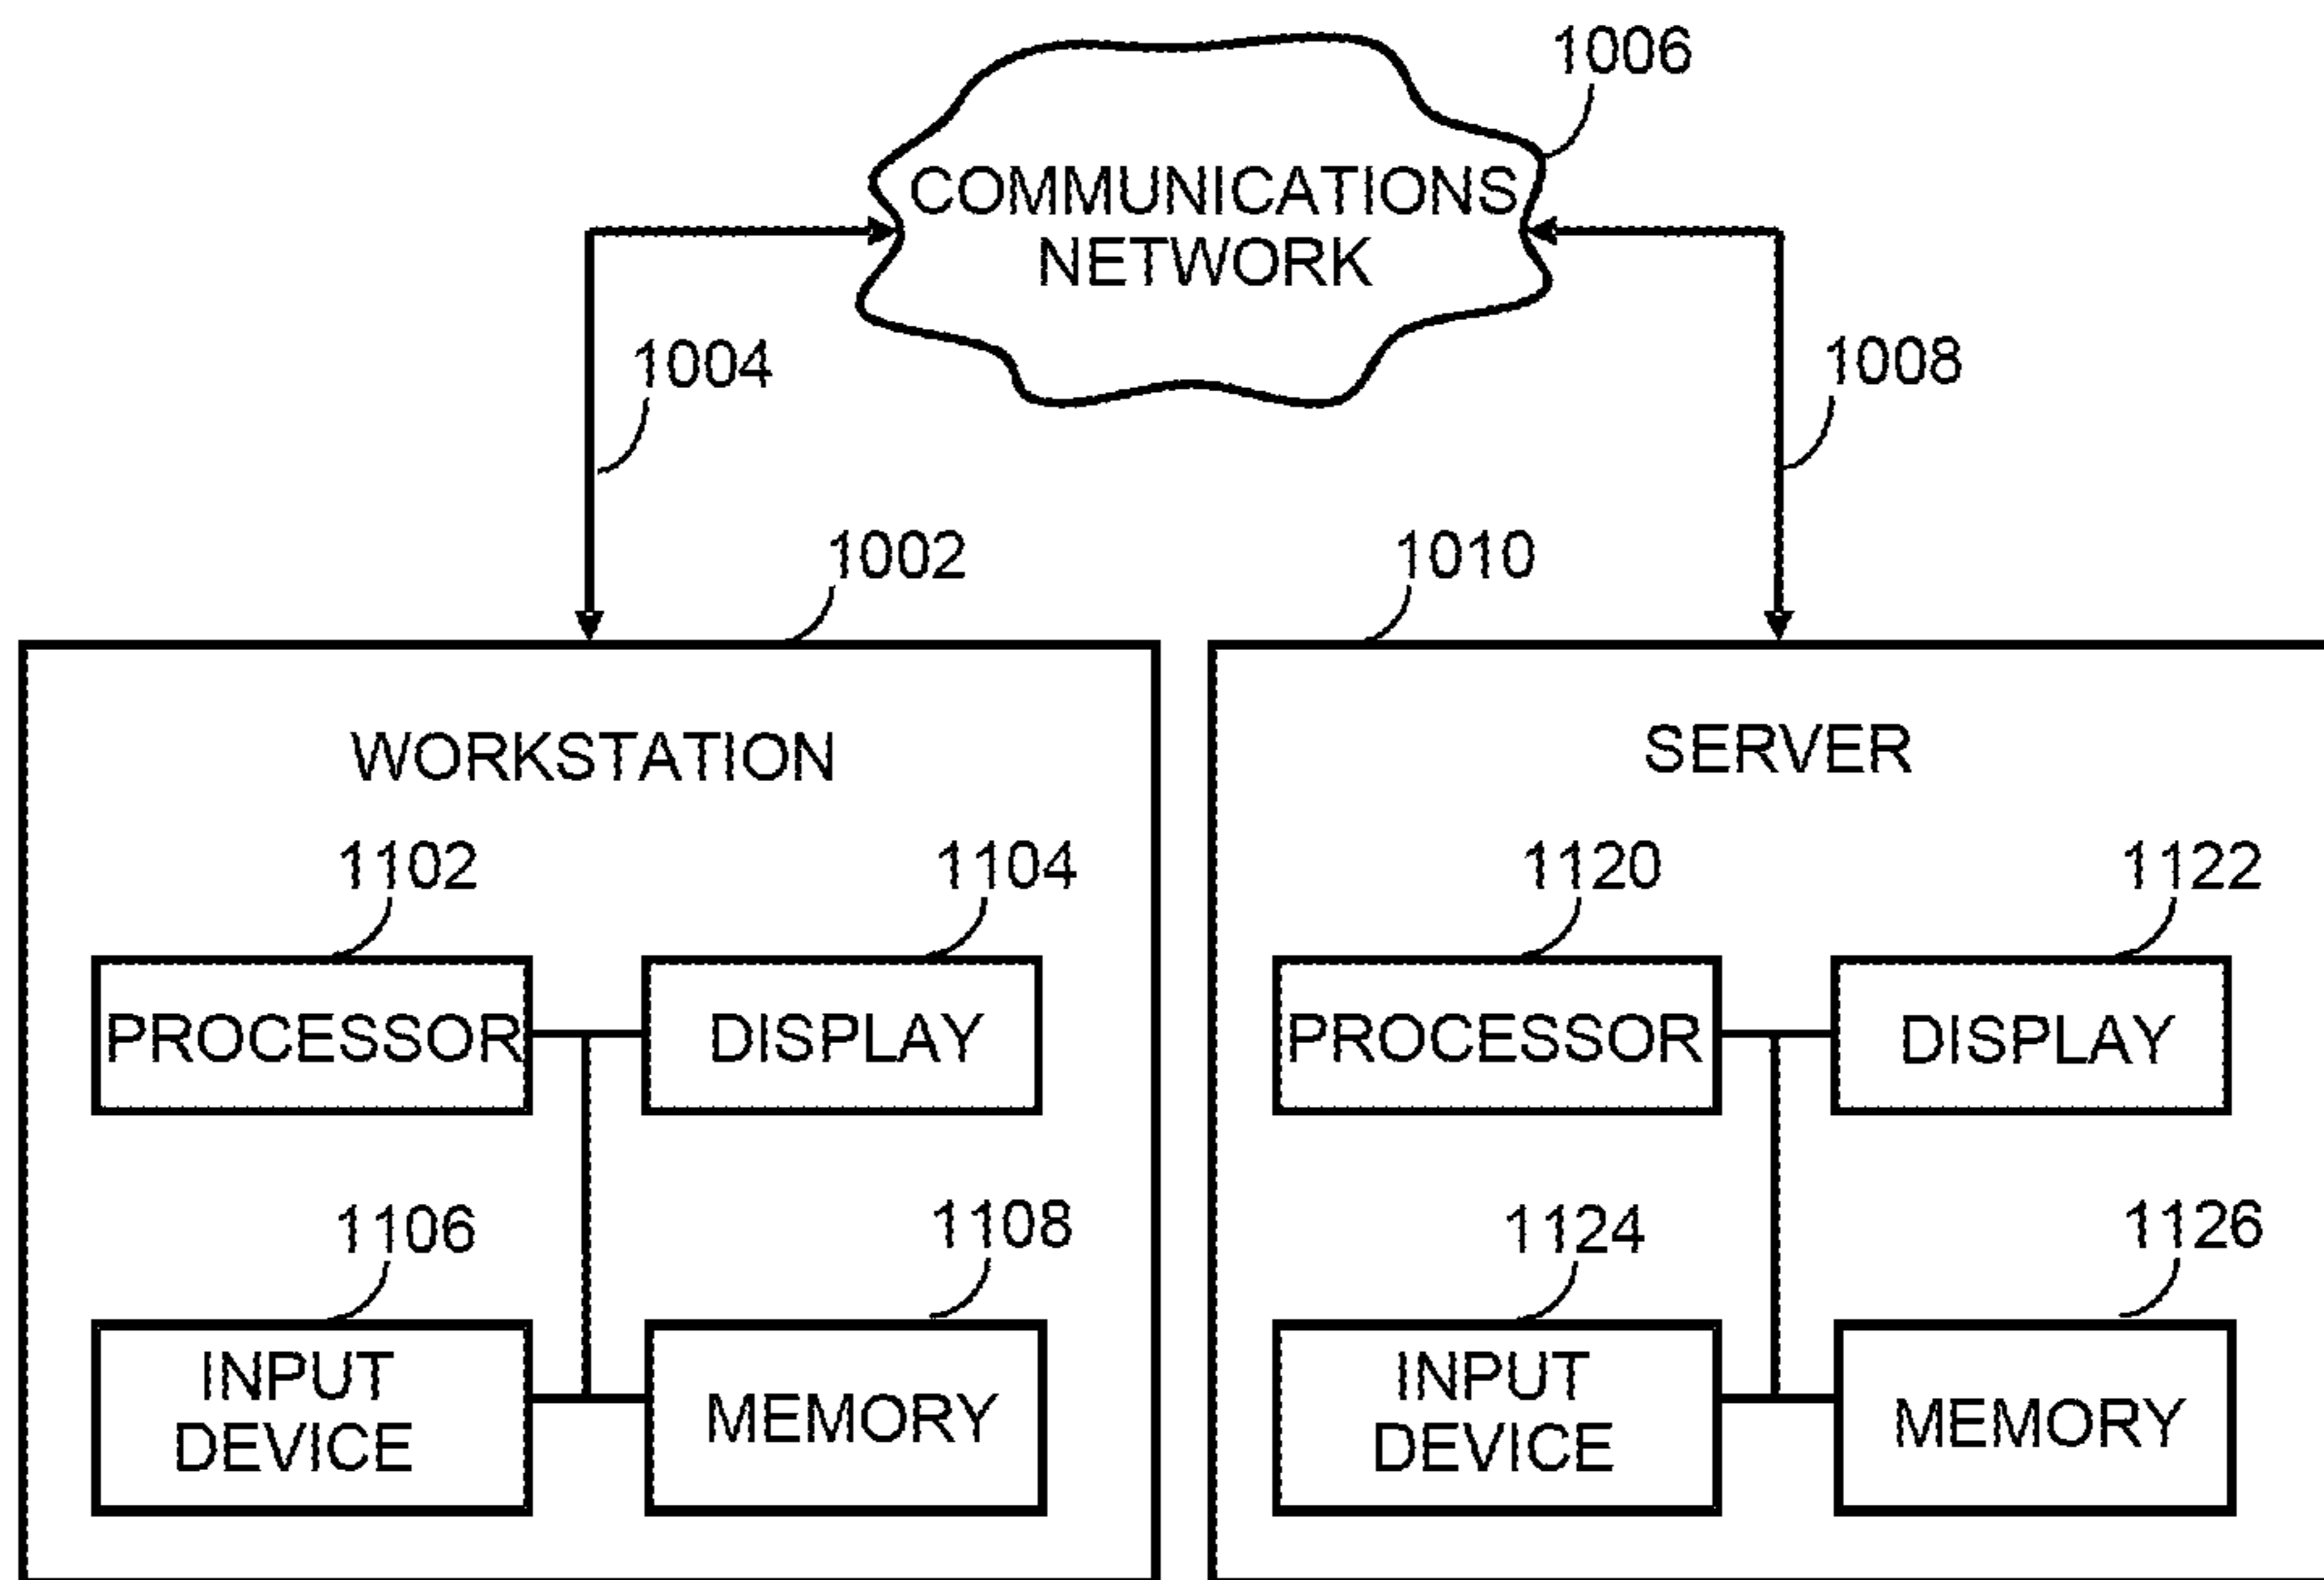 1006
COMMUNICATIONS
NETWORK
1004
1008
1002
1010
WORKSTATION
SERVER
1102
1104
1120
1122
PROCESSOR
DISPLAY
PROCESSOR
DISPLAY
1106
1108
1124
1126
INPUT
DEVICE
MEMORY
INPUT
DEVICE
MEMORY